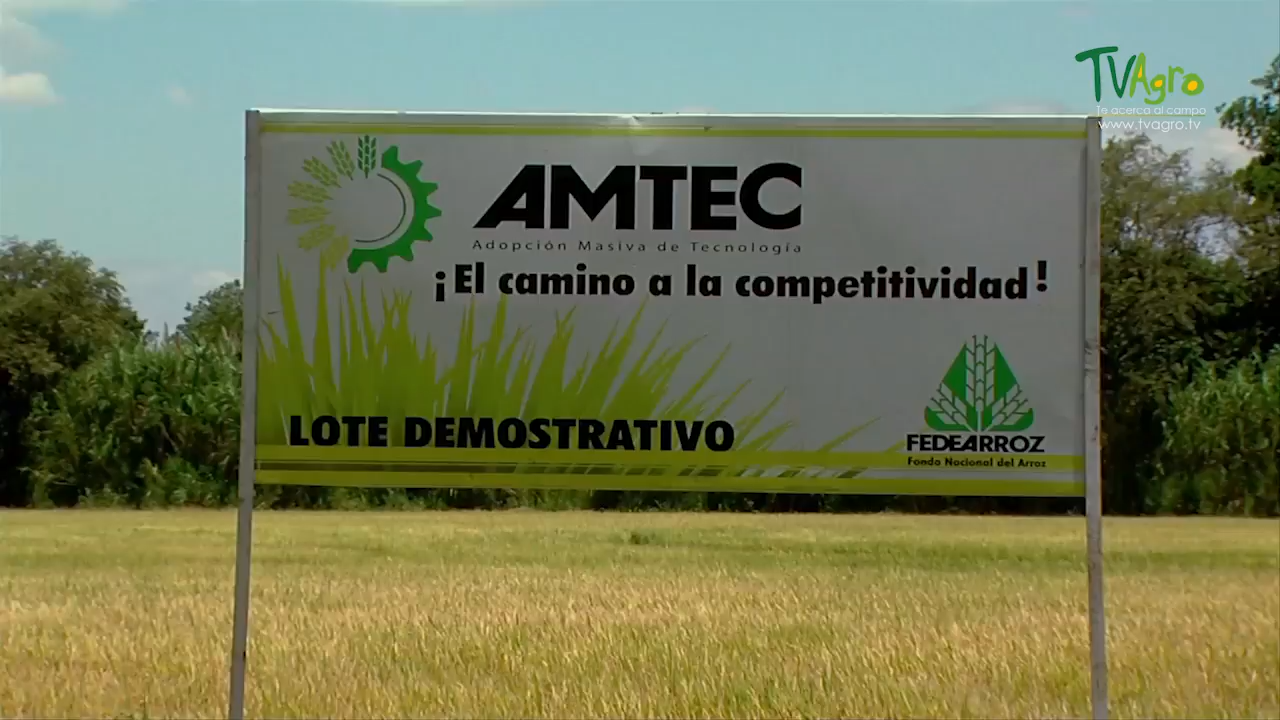 TVAgro
Te acerca al campo
www.tvagro.tv
AMTEC
Adopción Masiva de Tecnología
¡El camino a la competitividad!
LOTE DEMOSTRATIVO
FEDEARROZ
Fondo Nacional del Arroz